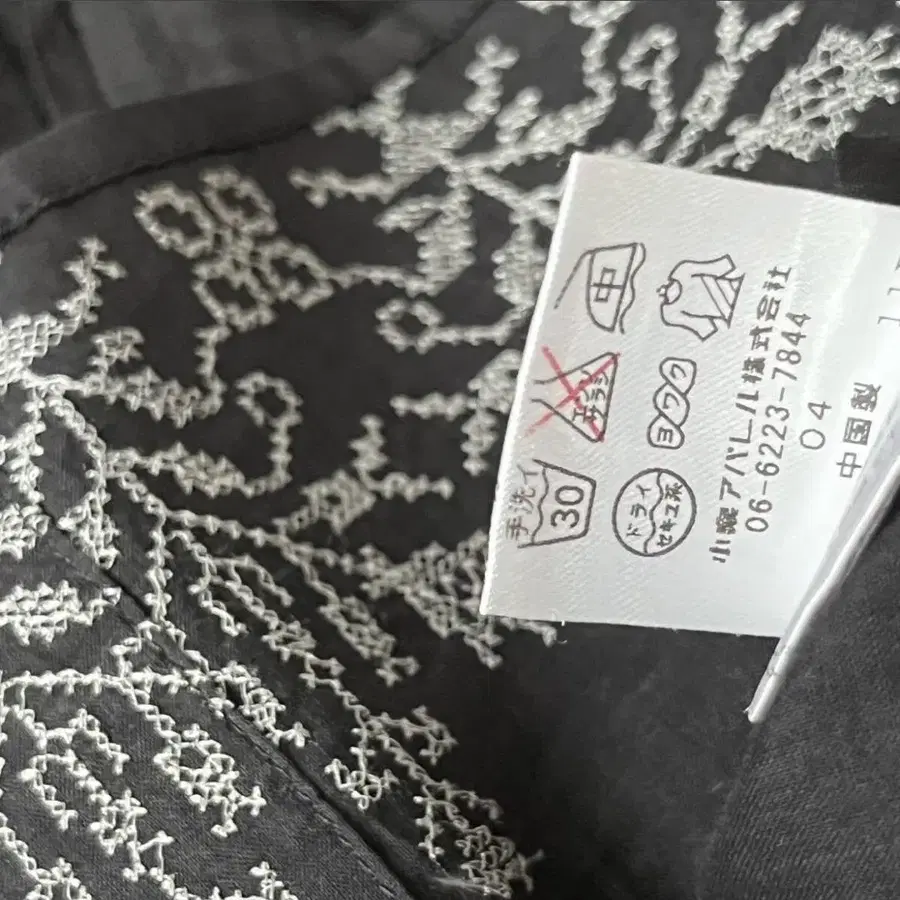 手洗イ
30
エンソ
サラシ
中
ドライ
セキユ系
ヨワク
小泉アパレル株式会社
06-6223-7844
04
中国製